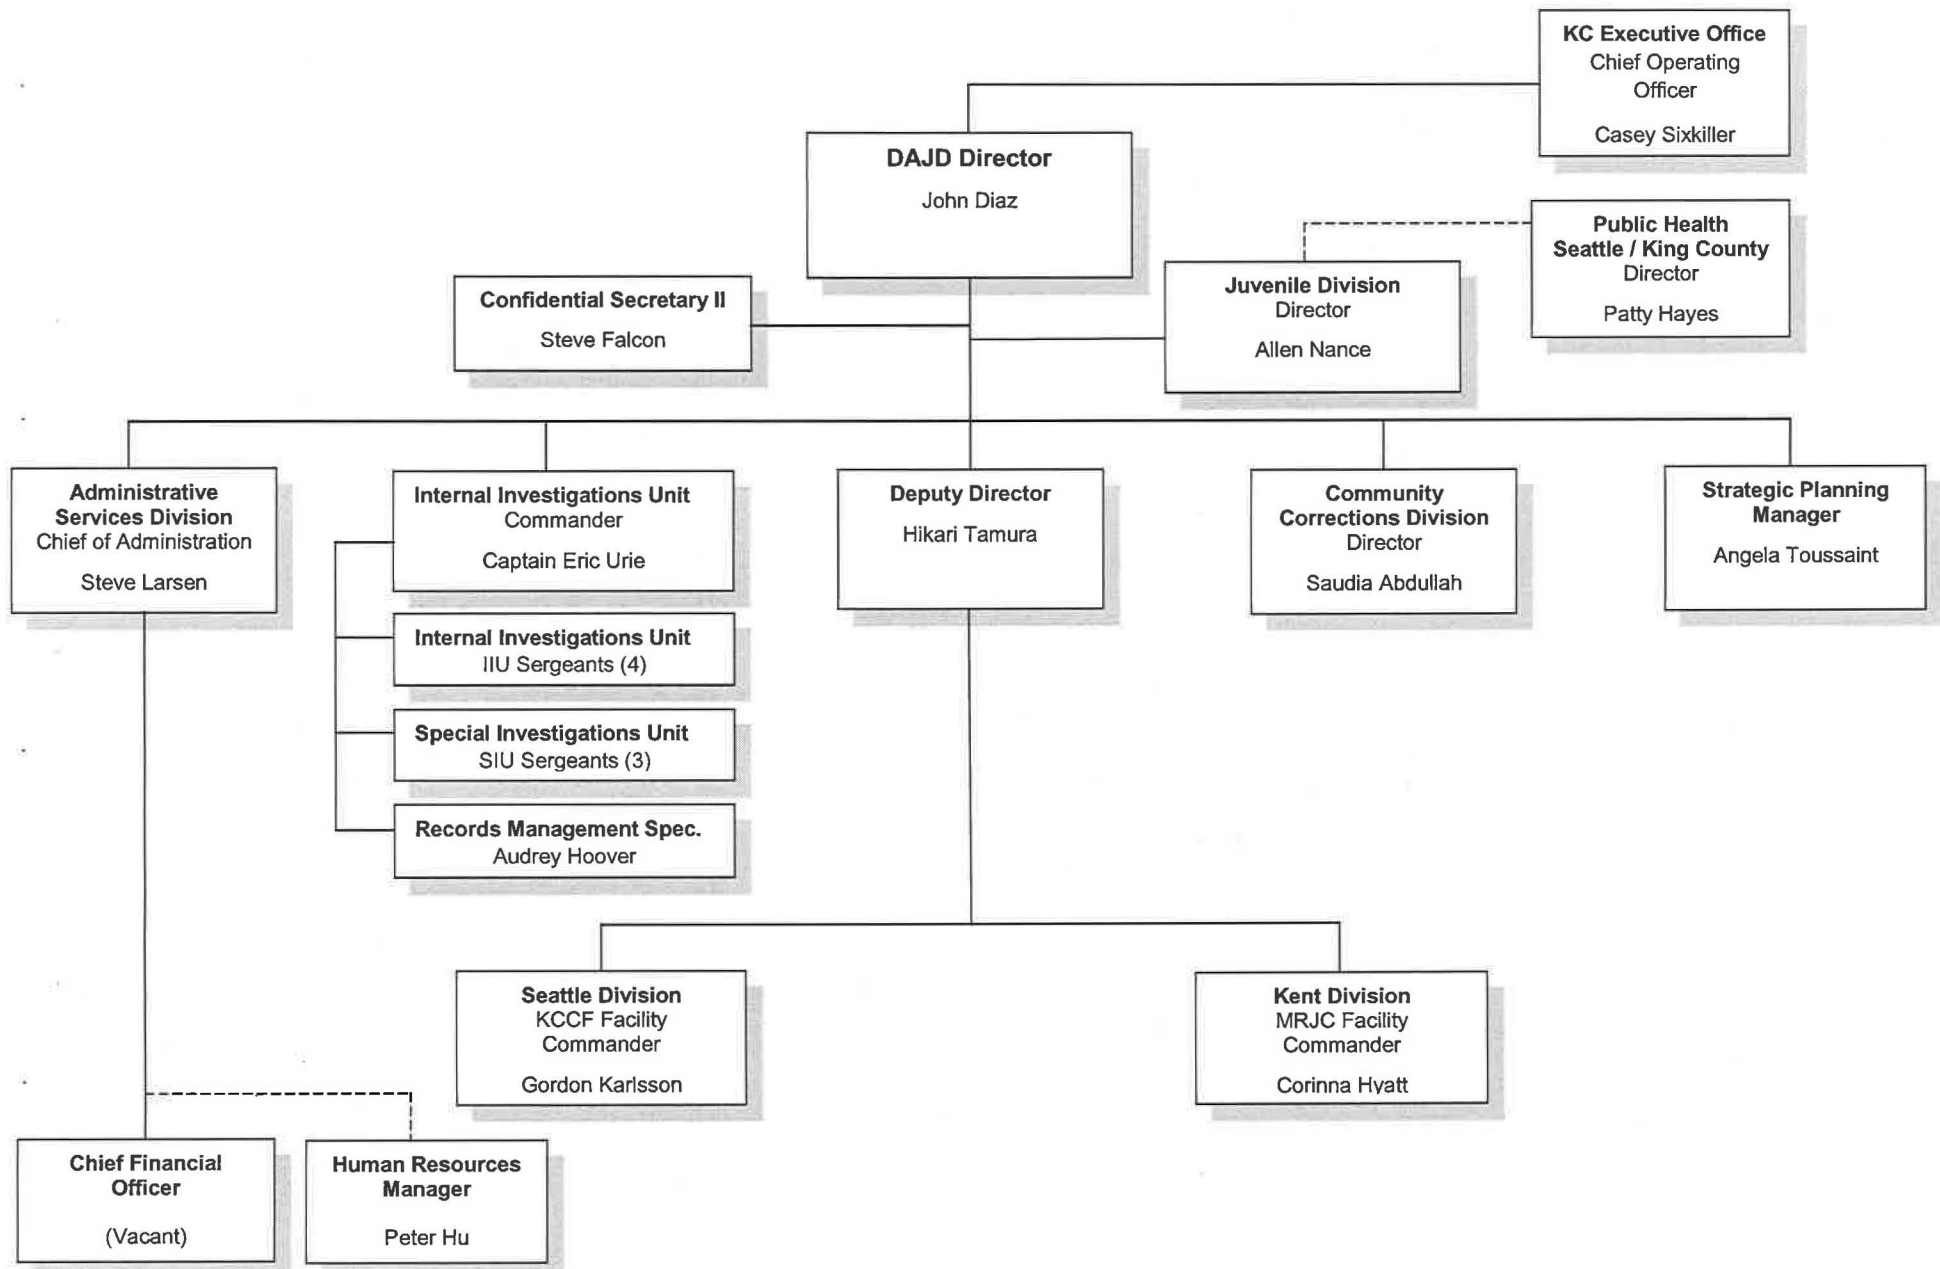 KC Executive Office
Chief Operating
Officer
Casey Sixkiller
DAJD Director
John Diaz
Public Health
Seattle / King County
Director
Patty Hayes
Confidential Secretary II
Steve Falcon
Juvenile Division
Director
Allen Nance
Administrative
Services Division
Chief of Administration
Steve Larsen
Internal Investigations Unit
Commander
Captain Eric Urie
Internal Investigations Unit
IIU Sergeants (4)
Special Investigations Unit
SIU Sergeants (3)
Records Management Spec.
Audrey Hoover
Deputy Director
Hikari Tamura
Community
Corrections Division
Director
Saudia Abdullah
Strategic Planning
Manager
Angela Toussaint
Seattle Division
KCCF Facility
Commander
Gordon Karlsson
Kent Division
MRJC Facility
Commander
Corinna Hyatt
Chief Financial
Officer
(Vacant)
Human Resources
Manager
Peter Hu